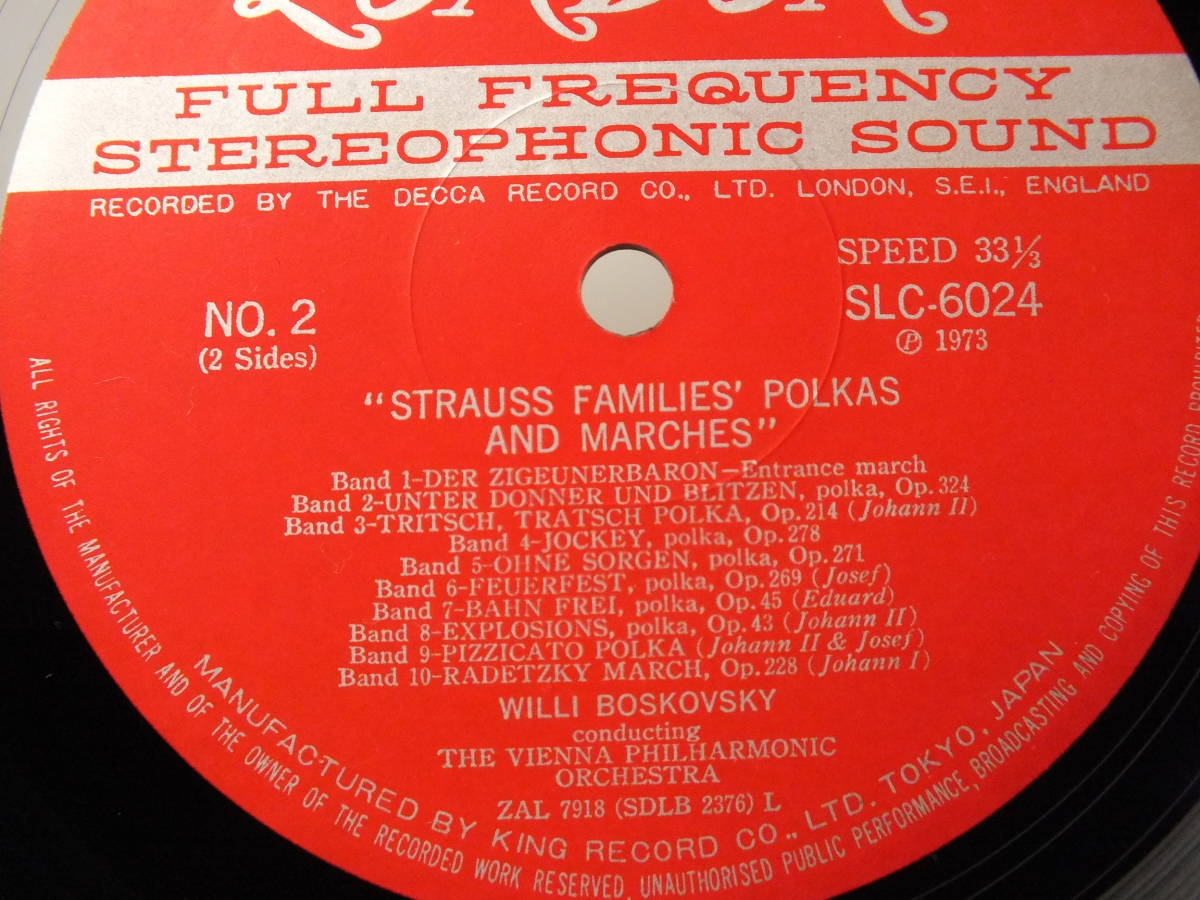 LONDON
FULL FREQUENCY
STEREOPHONIC SOUND
RECORDED BY THE DECCA RECORD CO., LTD. LONDON, S.E.I., ENGLAND
SPEED 33⅓
NO. 2
SLC-6024
(2 Sides)
Ⓟ 1973
"STRAUSS FAMILIES' POLKAS
AND MARCHES"
Band 1-DER ZIGEUNERBARON-Entrance march
Band 2-UNTER DONNER UND BLITZEN, polka, Op. 324
Band 3-TRITSCH, TRATSCH POLKA, Op. 214 (Johann II)
Band 4-JOCKEY, polka, Op. 278
Band 5-OHNE SORGEN, polka, Op. 271
Band 6-FEUERFEST, polka, Op. 269 (Josef)
Band 7-BAHN FREI, polka, Op. 45 (Eduard)
Band 8-EXPLOSIONS, polka, Op. 43 (Johann II)
Band 9-PIZZICATO POLKA (Johann II & Josef)
Band 10-RADETZKY MARCH, Op. 228 (Johann I)
WILLI BOSKOVSKY
conducting
THE VIENNA PHILHARMONIC
ORCHESTRA
ZAL 7918 (SDLB 2376) L
MANUFACTURED BY KING RECORD CO., LTD. TOKYO, JAPAN
ALL RIGHTS OF THE MANUFACTURER AND OF THE OWNER OF THE RECORDED WORK RESERVED, UNAUTHORISED PUBLIC PERFORMANCE, BROADCASTING AND COPYING OF THIS RECORD